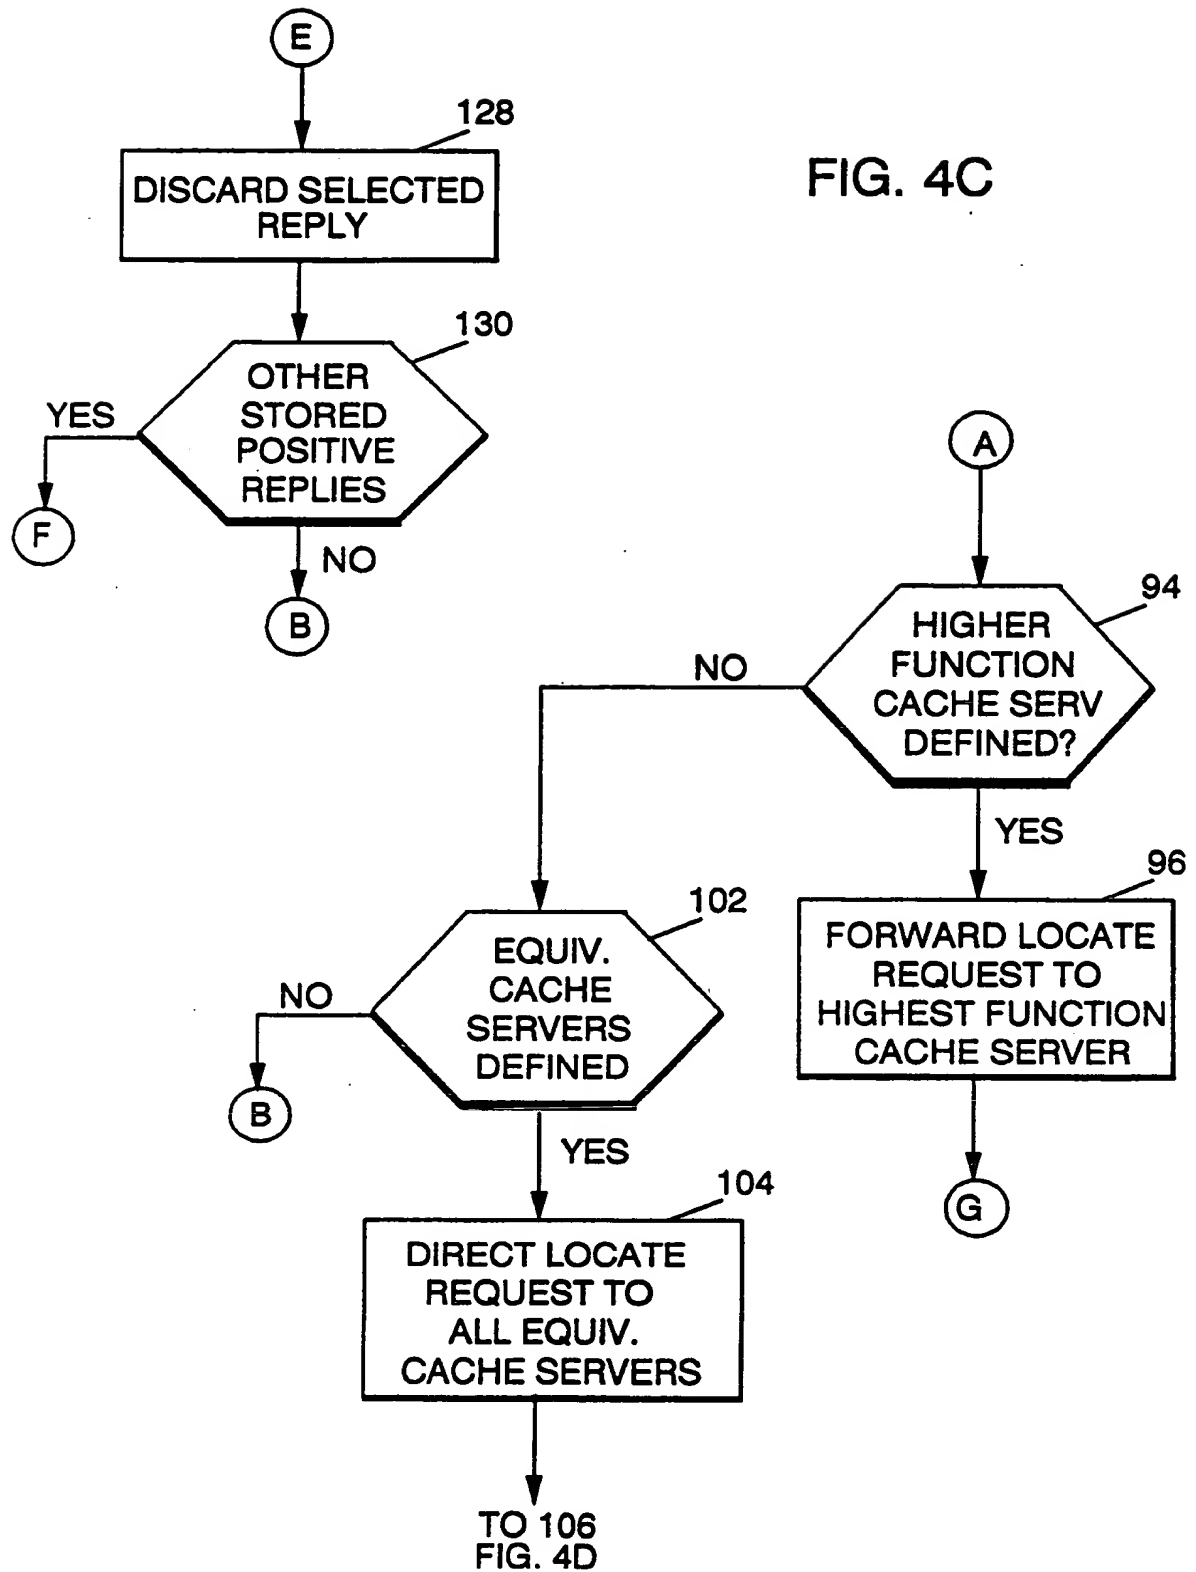 E
128
DISCARD SELECTED
REPLY
FIG. 4C
130
OTHER
STORED
POSITIVE
REPLIES
YES
F
NO
B
A
94
HIGHER
FUNCTION
CACHE SERV
DEFINED?
NO
YES
96
FORWARD LOCATE
REQUEST TO
HIGHEST FUNCTION
CACHE SERVER
G
102
EQUIV.
CACHE
SERVERS
DEFINED
NO
B
YES
104
DIRECT LOCATE
REQUEST TO
ALL EQUIV.
CACHE SERVERS
TO 106
FIG. 4D